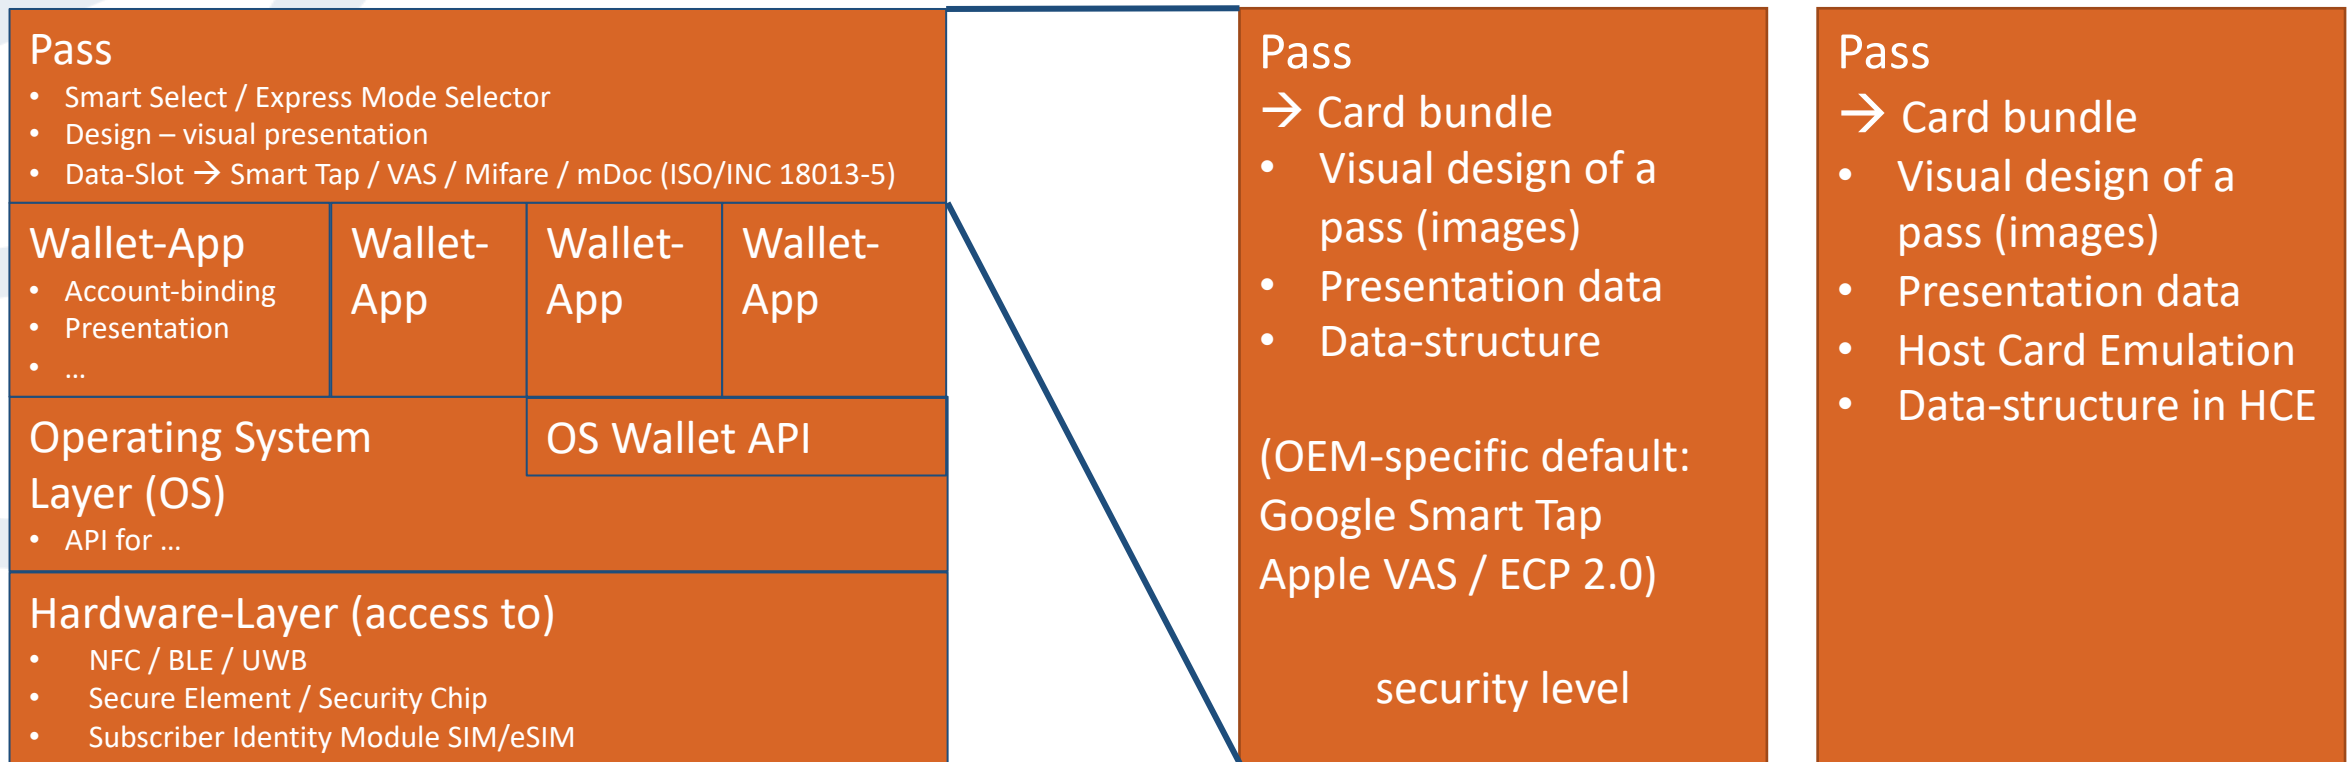 Pass
• Smart Select / Express Mode Selector
• Design – visual presentation
• Data-Slot → Smart Tap / VAS / Mifare / mDoc (ISO/INC 18013-5)
Wallet-App
• Account-binding
• Presentation
• ...
Wallet-
App
Wallet-
App
Wallet-
App
Operating System
Layer (OS)
• API for ...
OS Wallet API
Hardware-Layer (access to)
• NFC / BLE / UWB
• Secure Element / Security Chip
• Subscriber Identity Module SIM/eSIM
Pass
→ Card bundle
• Visual design of a
pass (images)
• Presentation data
• Data-structure
(OEM-specific default:
Google Smart Tap
Apple VAS / ECP 2.0)
security level
Pass
→ Card bundle
• Visual design of a
pass (images)
• Presentation data
• Host Card Emulation
• Data-structure in HCE